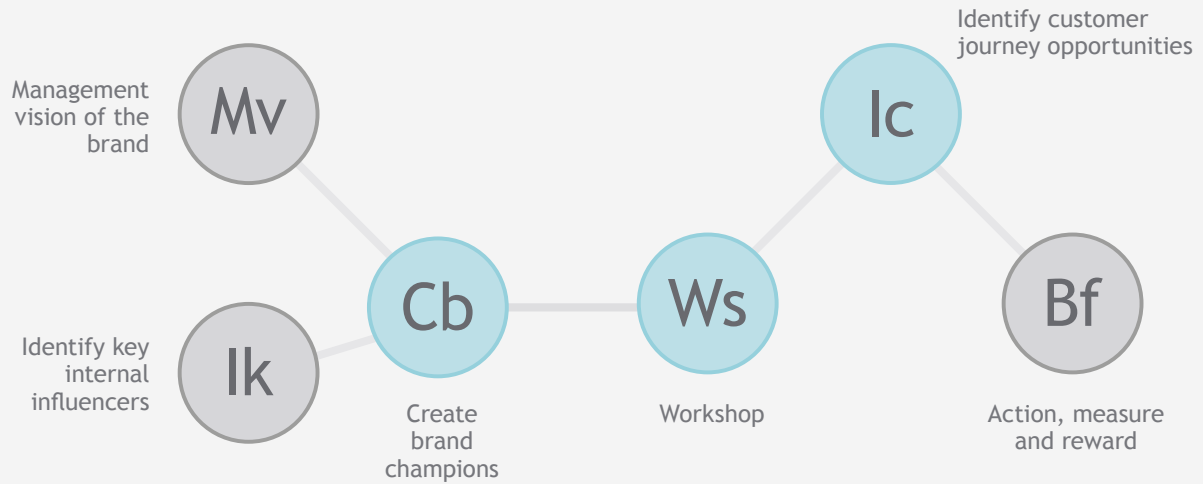 Management
vision of the
brand
Mv
Identify key
internal
influencers
Ik
Cb
Create
brand
champions
Ws
Workshop
Identify customer
journey opportunities
Ic
Bf
Action, measure
and reward